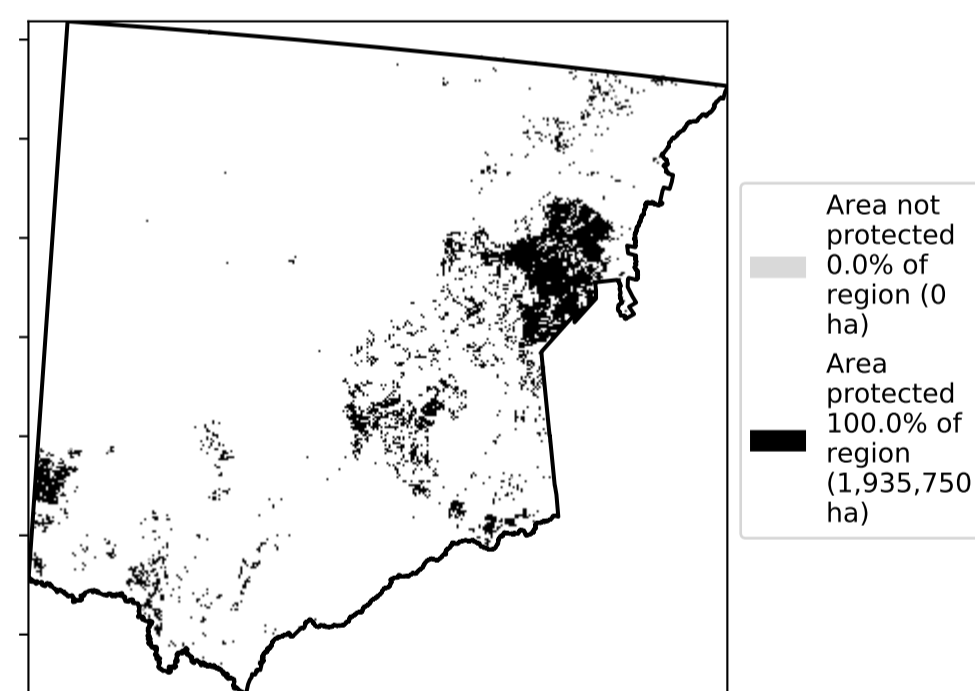 Area not
protected
0.0% of
region (0
ha)
Area
protected
100.0% of
region
(1,935,750
ha)